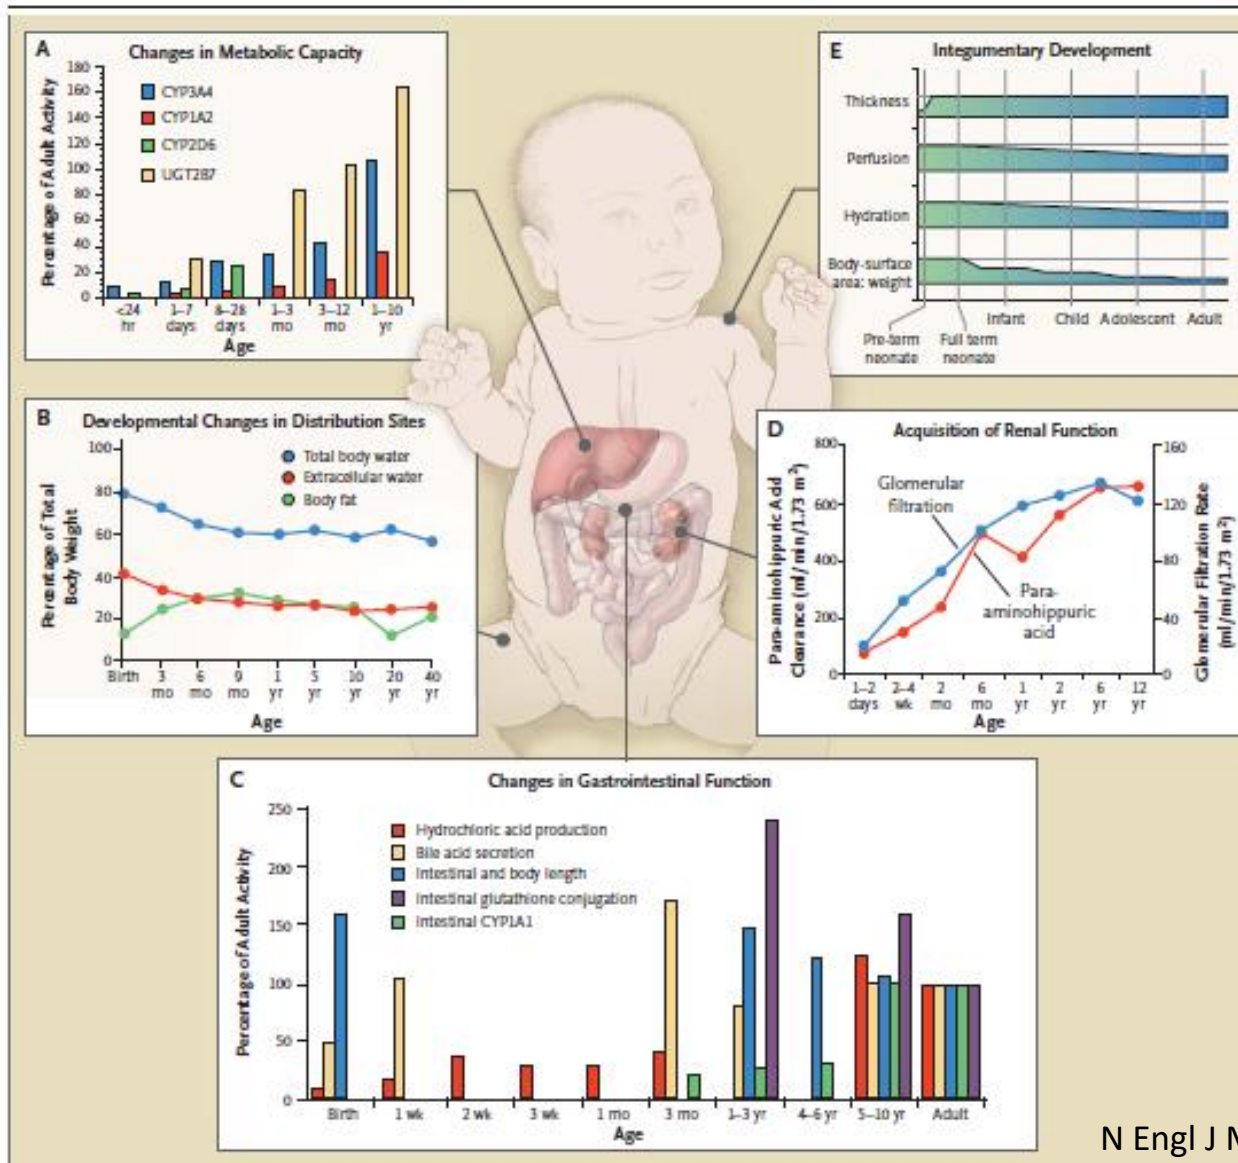 A
Changes in Metabolic Capacity
Percentage of Adult Activity
180
160
140
120
100
80
60
40
20
0
CYP3A4
CYP1A2
CYP2D6
UGT2B7
<24 hr
1–7 days
8–28 days
1–3 mo
3–12 mo
1–10 yr
Age
E
Integumentary Development
Thickness
Perfusion
Hydration
Body-surface
area: weight
Infant
Child
Adolescent
Adult
Pre-term
neonate
Full term
neonate
B
Developmental Changes in Distribution Sites
Percentage of Total
Body Weight
100
80
60
40
20
0
Total body water
Extracellular water
Body fat
Birth
3 mo
6 mo
9 mo
1 yr
5 yr
10 yr
20 yr
40 yr
Age
D
Acquisition of Renal Function
Para-aminohippuric Acid
Clearance (ml/min/1.73 m²)
800
600
400
200
0
Glomerular
filtration
Para-
aminohippuric
acid
160
120
80
40
0
Glomerular Filtration Rate
(ml/min/1.73 m²)
1–2 days
2–4 wk
2 mo
6 mo
1 yr
2 yr
6 yr
12 yr
Age
C
Changes in Gastrointestinal Function
Percentage of Adult Activity
250
200
150
100
50
0
Hydrochloric acid production
Bile acid secretion
Intestinal and body length
Intestinal glutathione conjugation
Intestinal CYP1A1
Birth
1 wk
2 wk
3 wk
1 mo
3 mo
1–3 yr
4–6 yr
5–10 yr
Adult
Age
N Engl J M